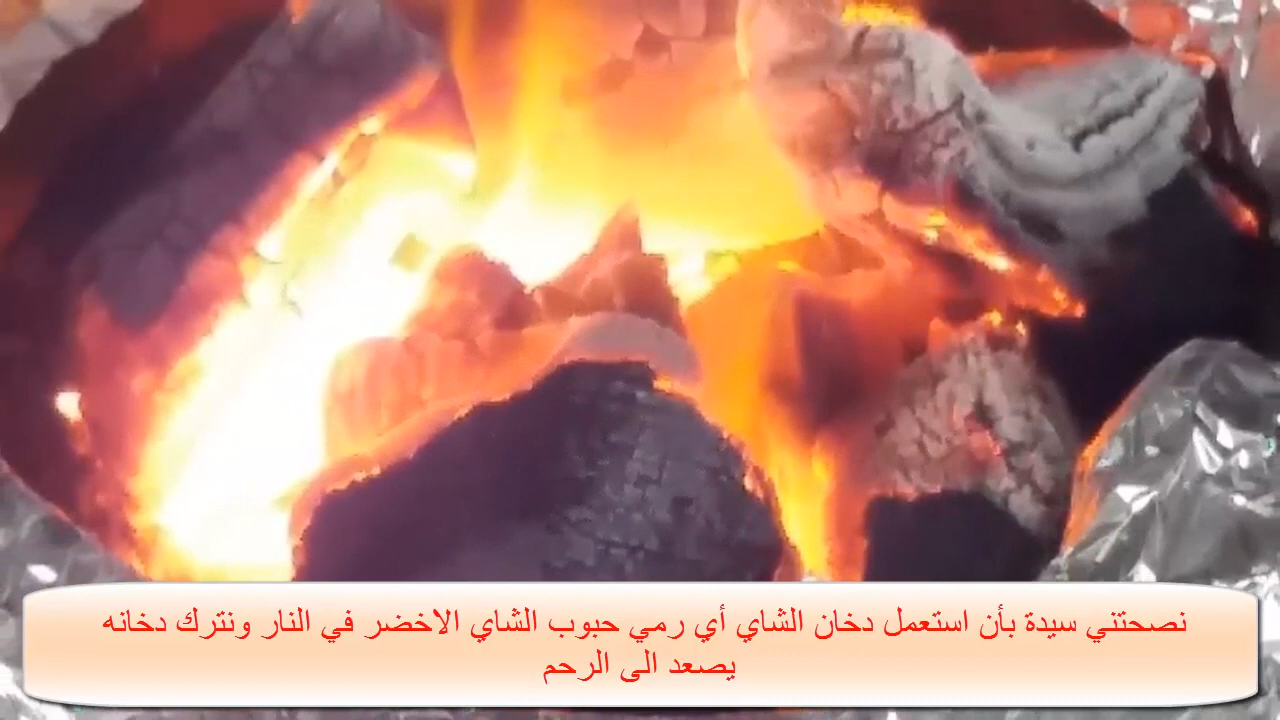 نصحتني سيدة بأن استعمل دخان الشاي أي رمي حبوب الشاي الاخضر في النار ونترك دخانه
يصعد الى الرحم